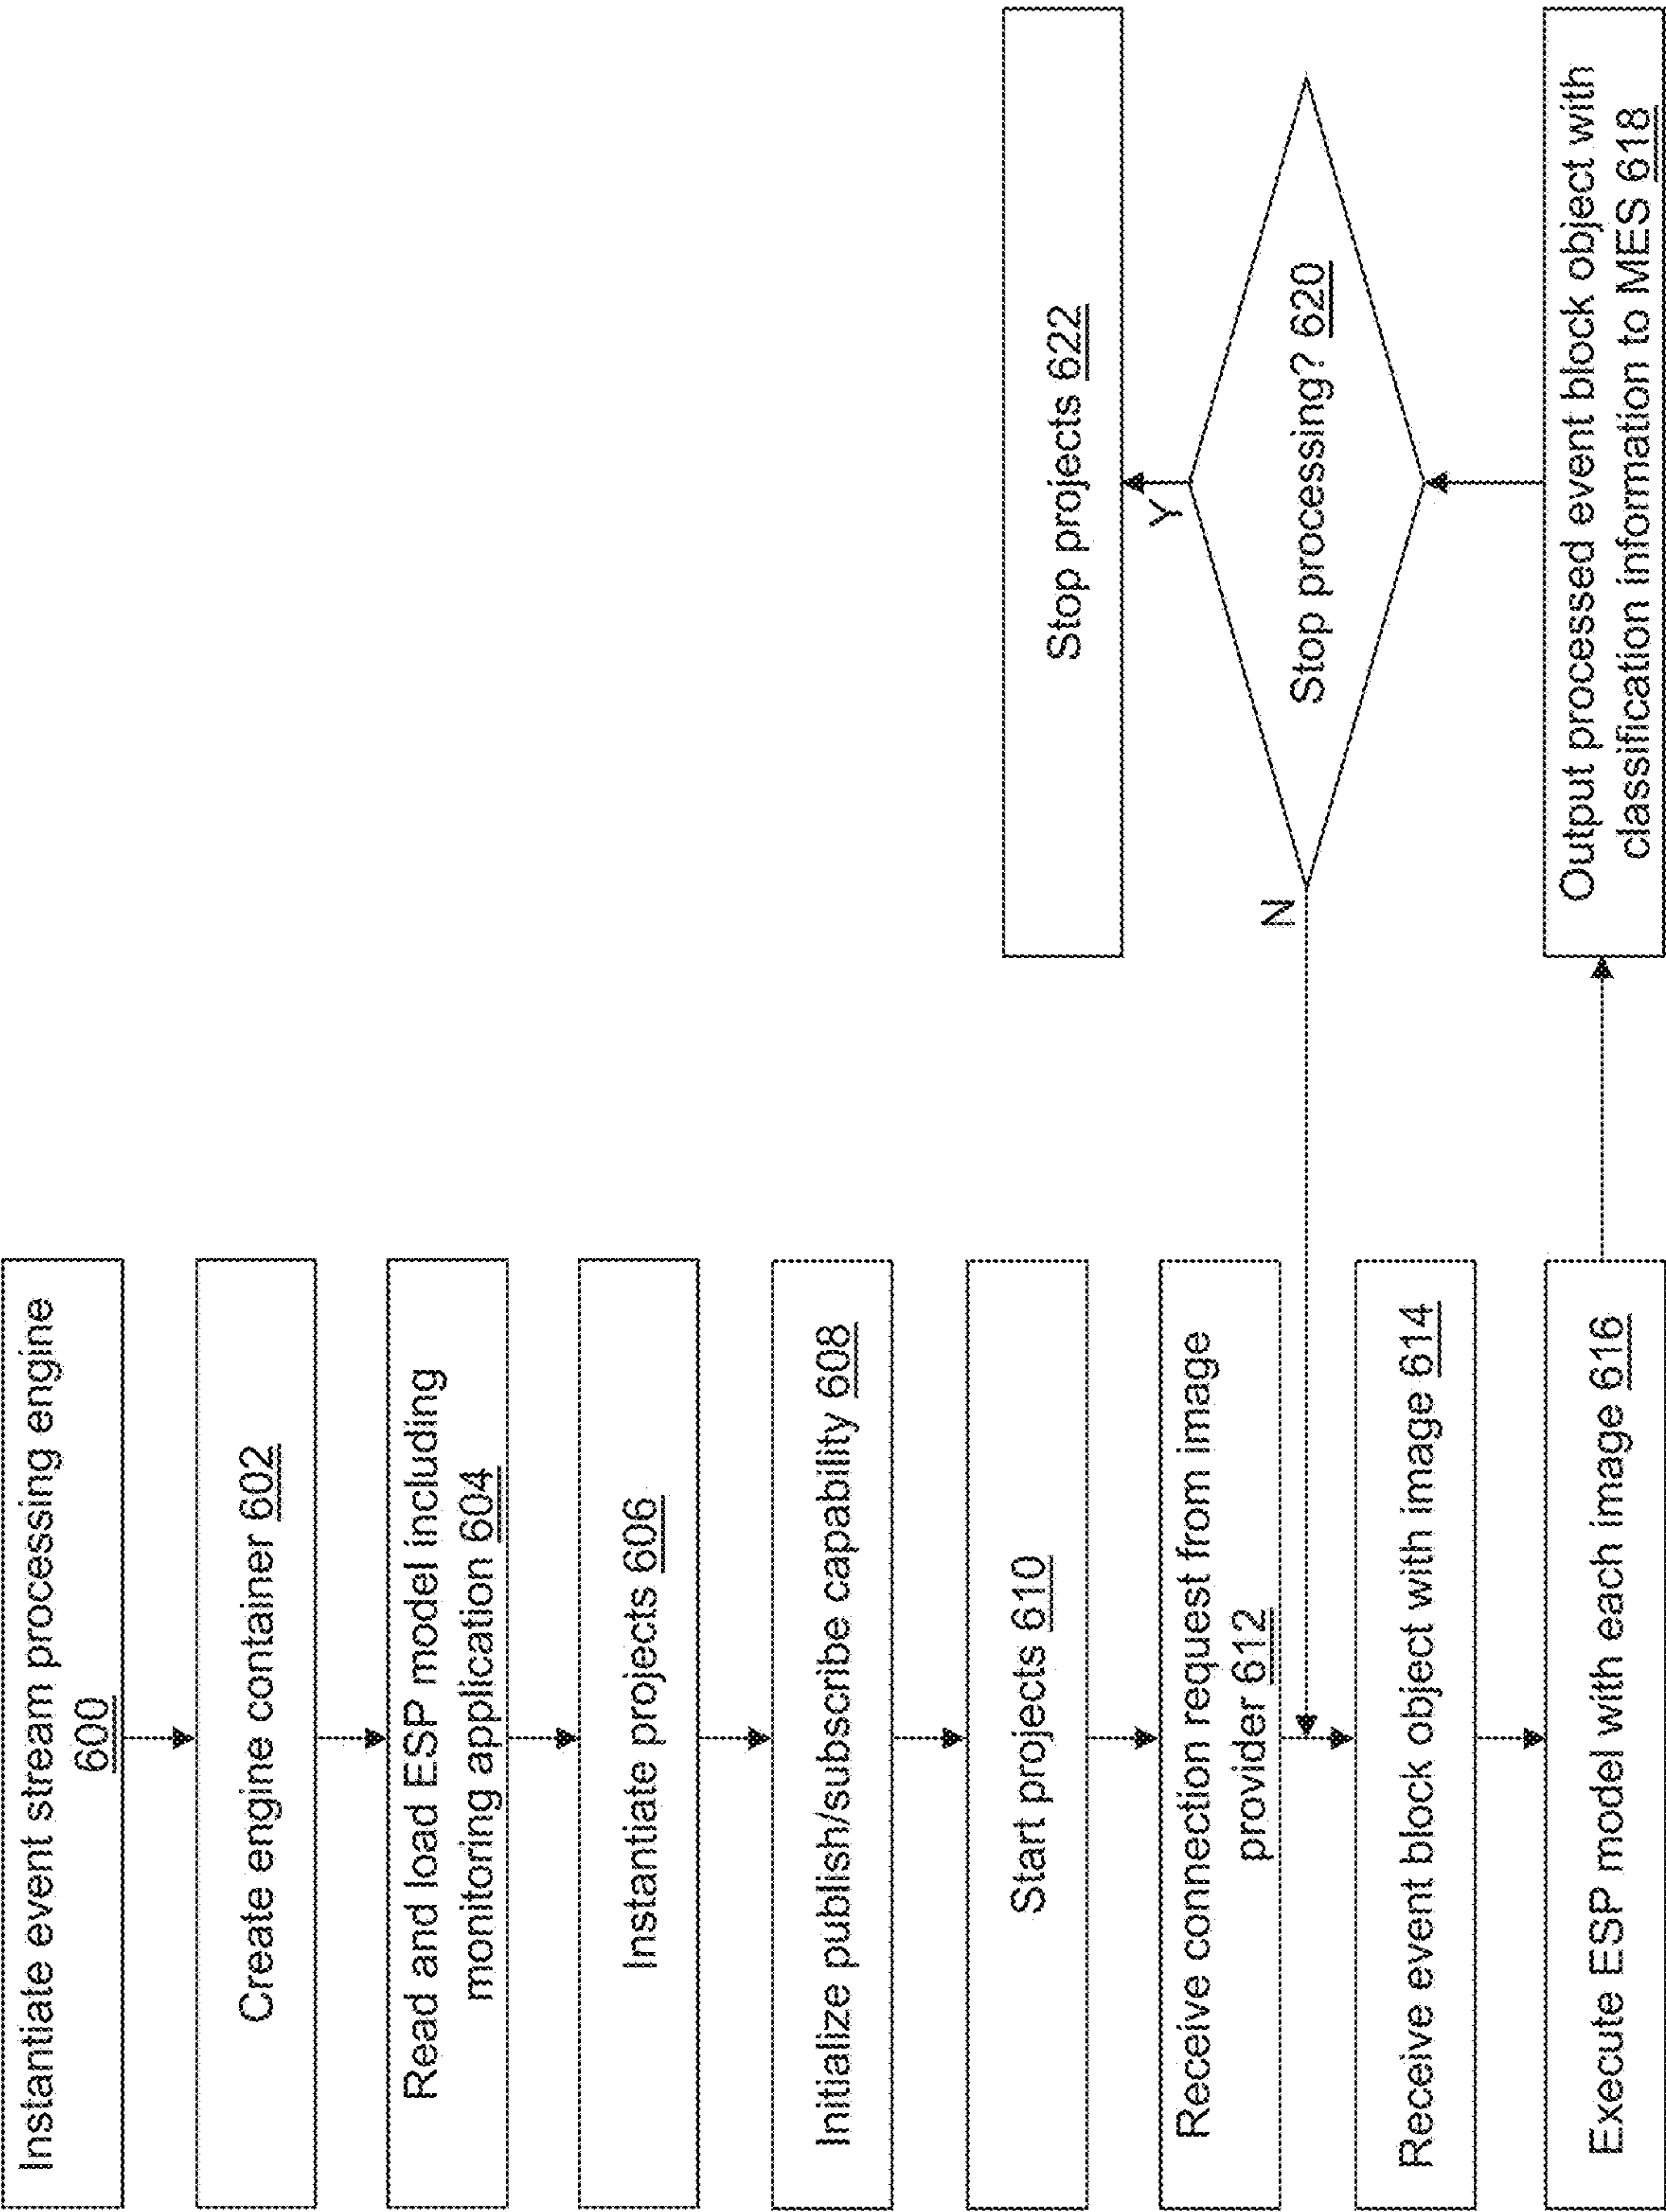 Instantiate event stream processing engine
600
Create engine container 602
Read and load ESP model including
monitoring application 604
Instantiate projects 606
Initialize publish/subscribe capability 608
Start projects 610
Receive connection request from image
provider 612
Receive event block object with image 614
Execute ESP model with each image 616
Output processed event block object with
classification information to MES 618
Stop processing? 620
N
Y
Stop projects 622